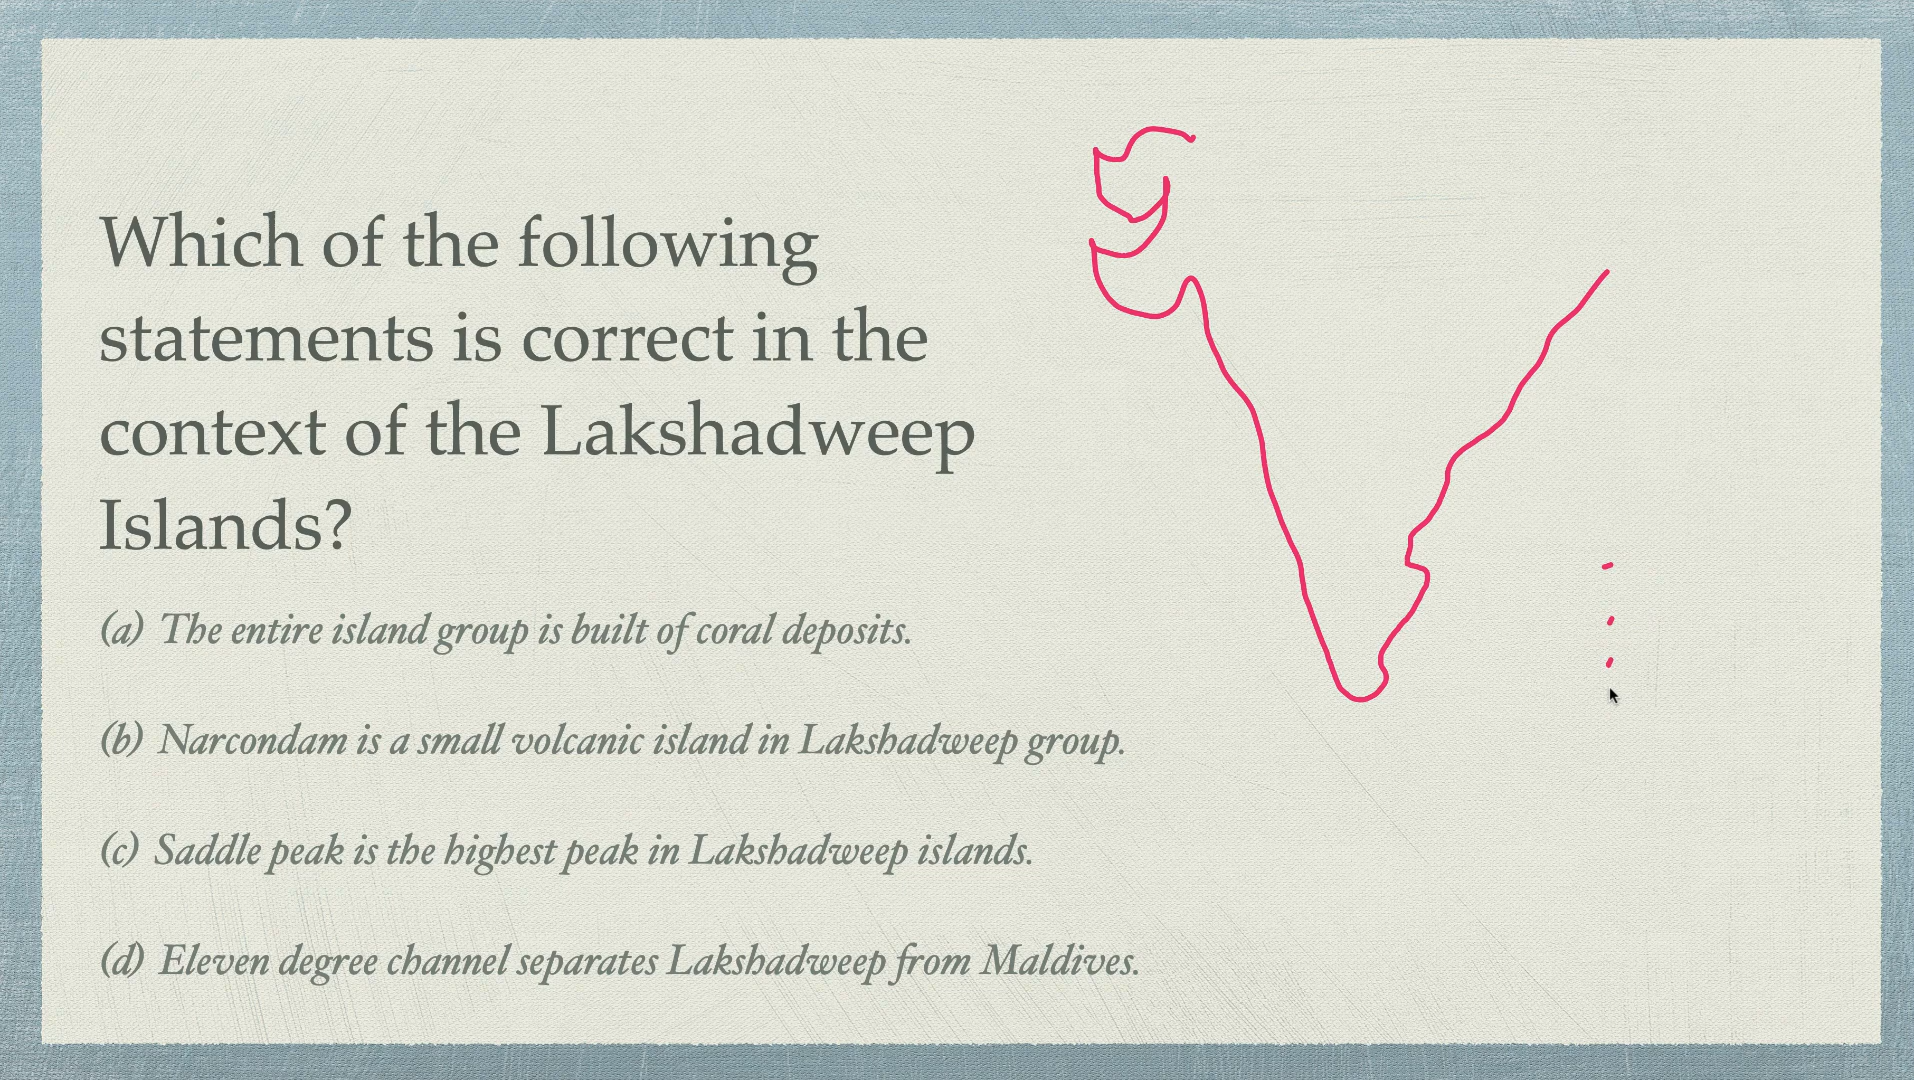 Which of the following
statements is correct in the
context of the Lakshadweep
Islands?
(a) The entire island group is built of coral deposits.
(b) Narcondam is a small volcanic island in Lakshadweep group.
(c) Saddle peak is the highest peak in Lakshadweep islands.
(d) Eleven degree channel separates Lakshadweep from Maldives.